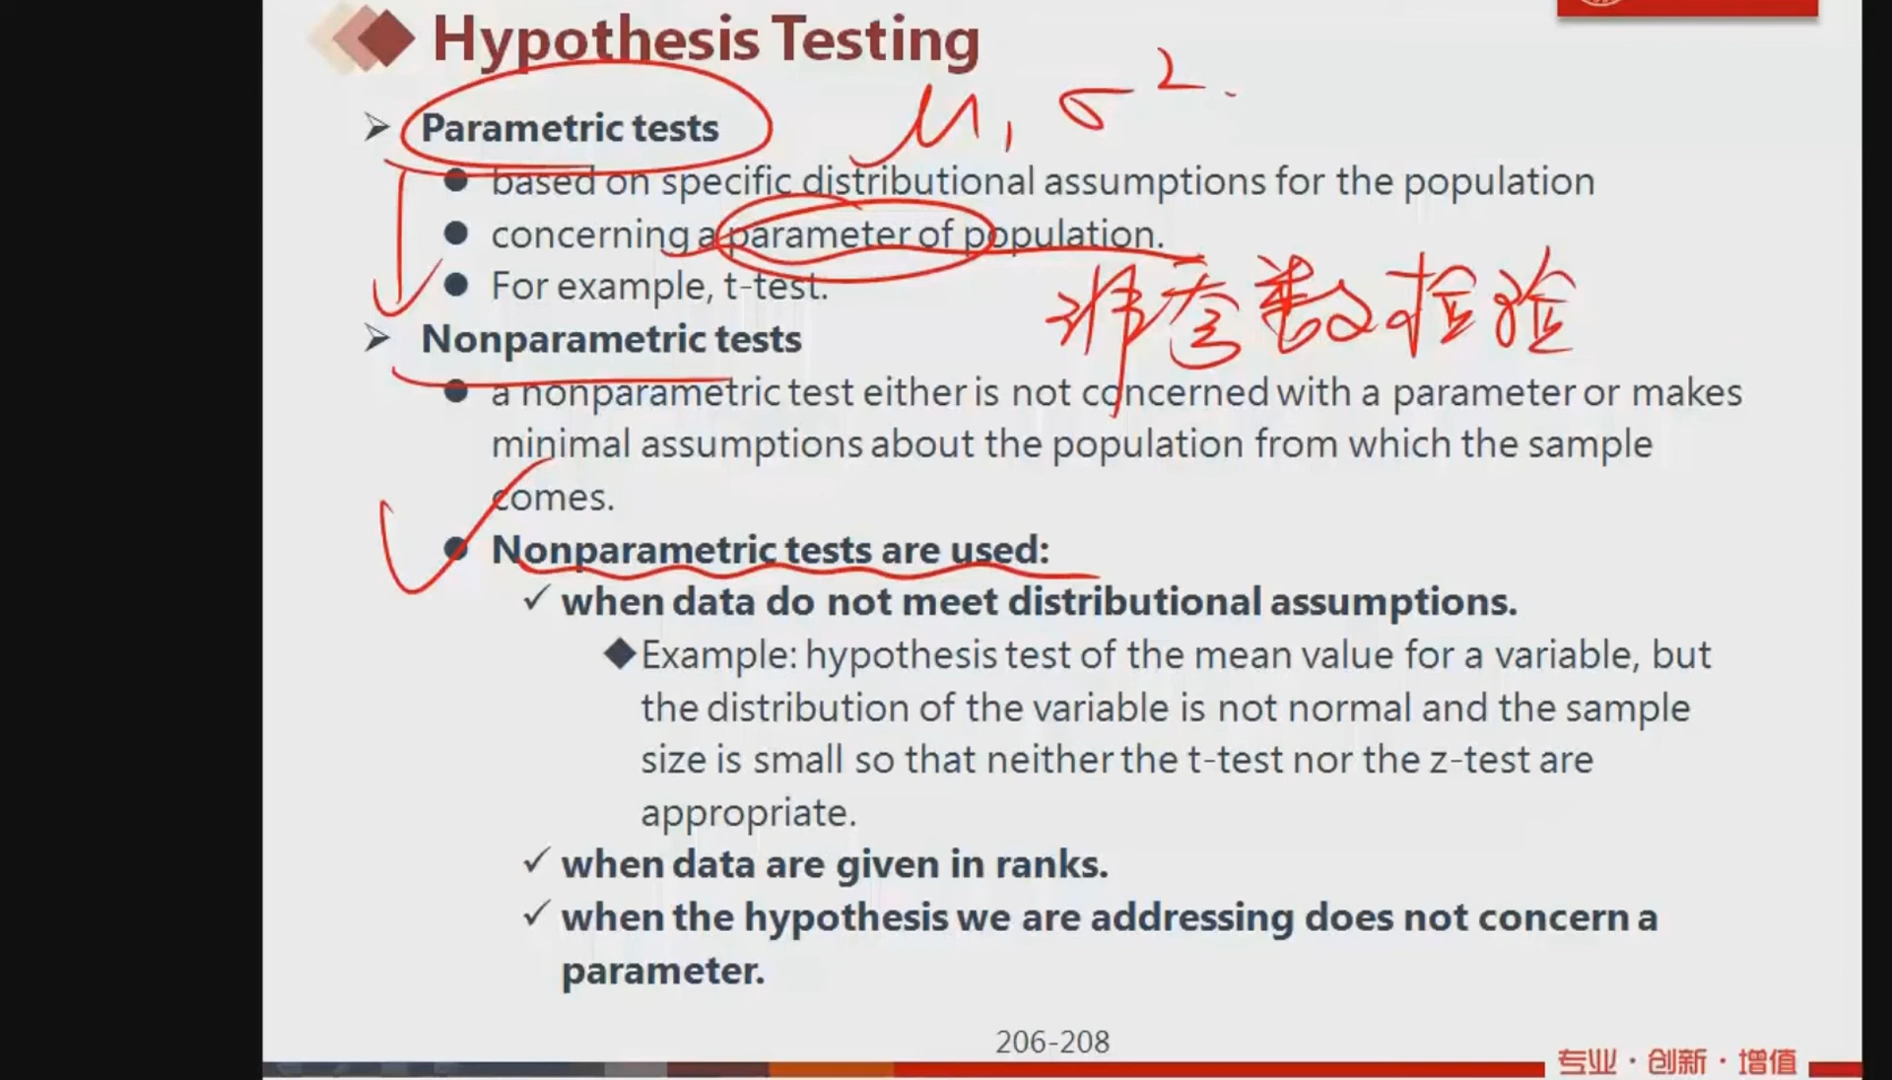 Hypothesis Testing
μ, σ²
Parametric tests
based on specific distributional assumptions for the population
concerning a parameter of population.
For example, t-test.
非参数检验
Nonparametric tests
a nonparametric test either is not concerned with a parameter or makes
minimal assumptions about the population from which the sample
comes.
Nonparametric tests are used:
when data do not meet distributional assumptions.
Example: hypothesis test of the mean value for a variable, but
the distribution of the variable is not normal and the sample
size is small so that neither the t-test nor the z-test are
appropriate.
when data are given in ranks.
when the hypothesis we are addressing does not concern a
parameter.
206-208
专业·创新·增值